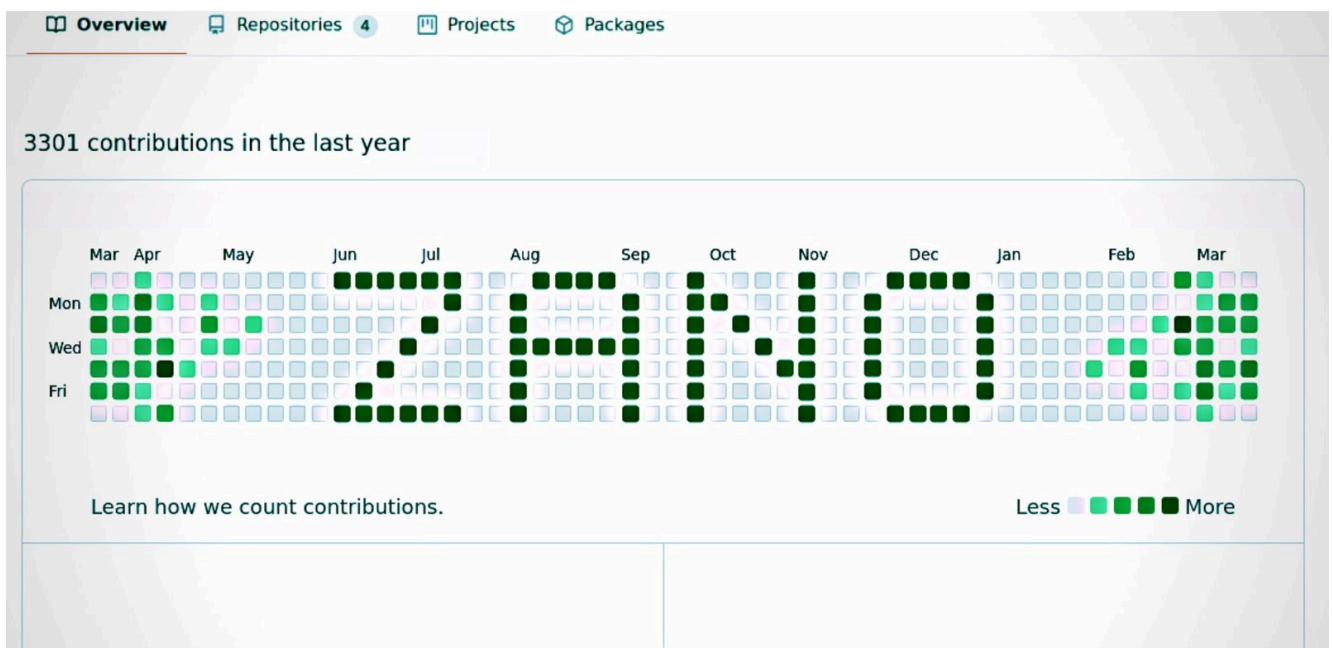 Overview Repositories 4 Projects Packages
3301 contributions in the last year
Mar Apr May Jun Jul Aug Sep Oct Nov Dec Jan Feb Mar
Mon
Wed
Fri
ZANO
Learn how we count contributions.
Less More